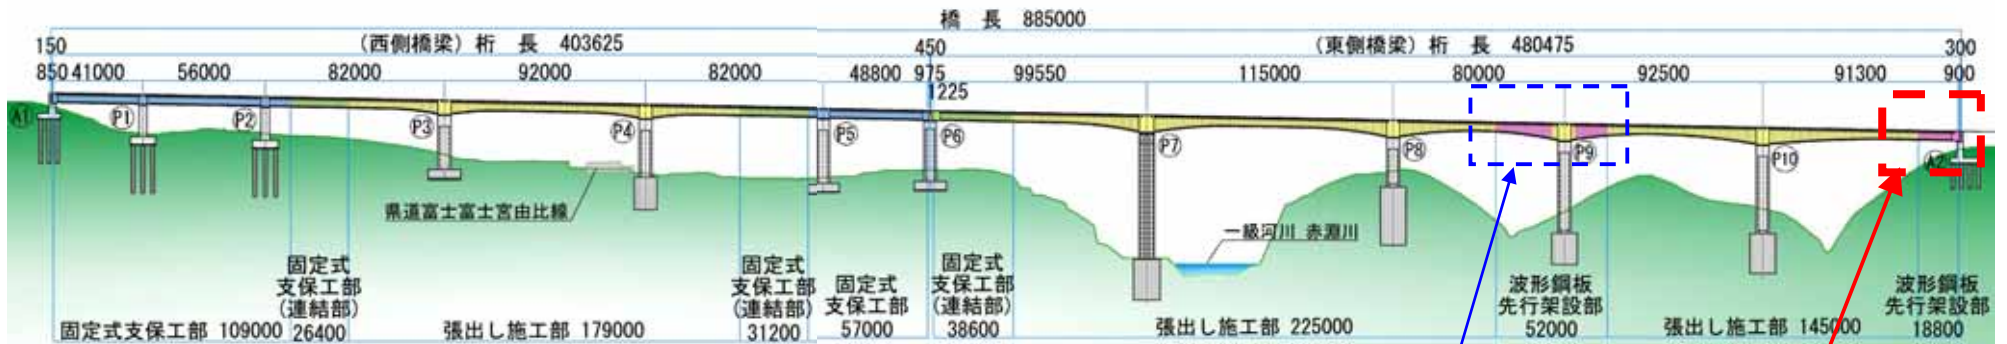 橋 長 885000
150
(西側橋梁) 桁 長 403625
450
(東側橋梁) 桁 長 480475
300
850 41000 56000 82000 92000 82000 48800 975 99550 115000 80000 92500 91300 900
1225
A1 P1 P2 P3 P4 P5 P6 P7 P8 P9 P10 A2
県道富士富士宮由比線
一級河川 赤淵川
固定式
支保工部
(連結部)
固定式
支保工部
(連結部)
固定式
支保工部
固定式
支保工部
(連結部)
波形鋼板
先行架設部
波形鋼板
先行架設部
固定式支保工部 109000 26400 張出し施工部 179000 31200 57000 38600 張出し施工部 225000 52000 張出し施工部 145000 18800